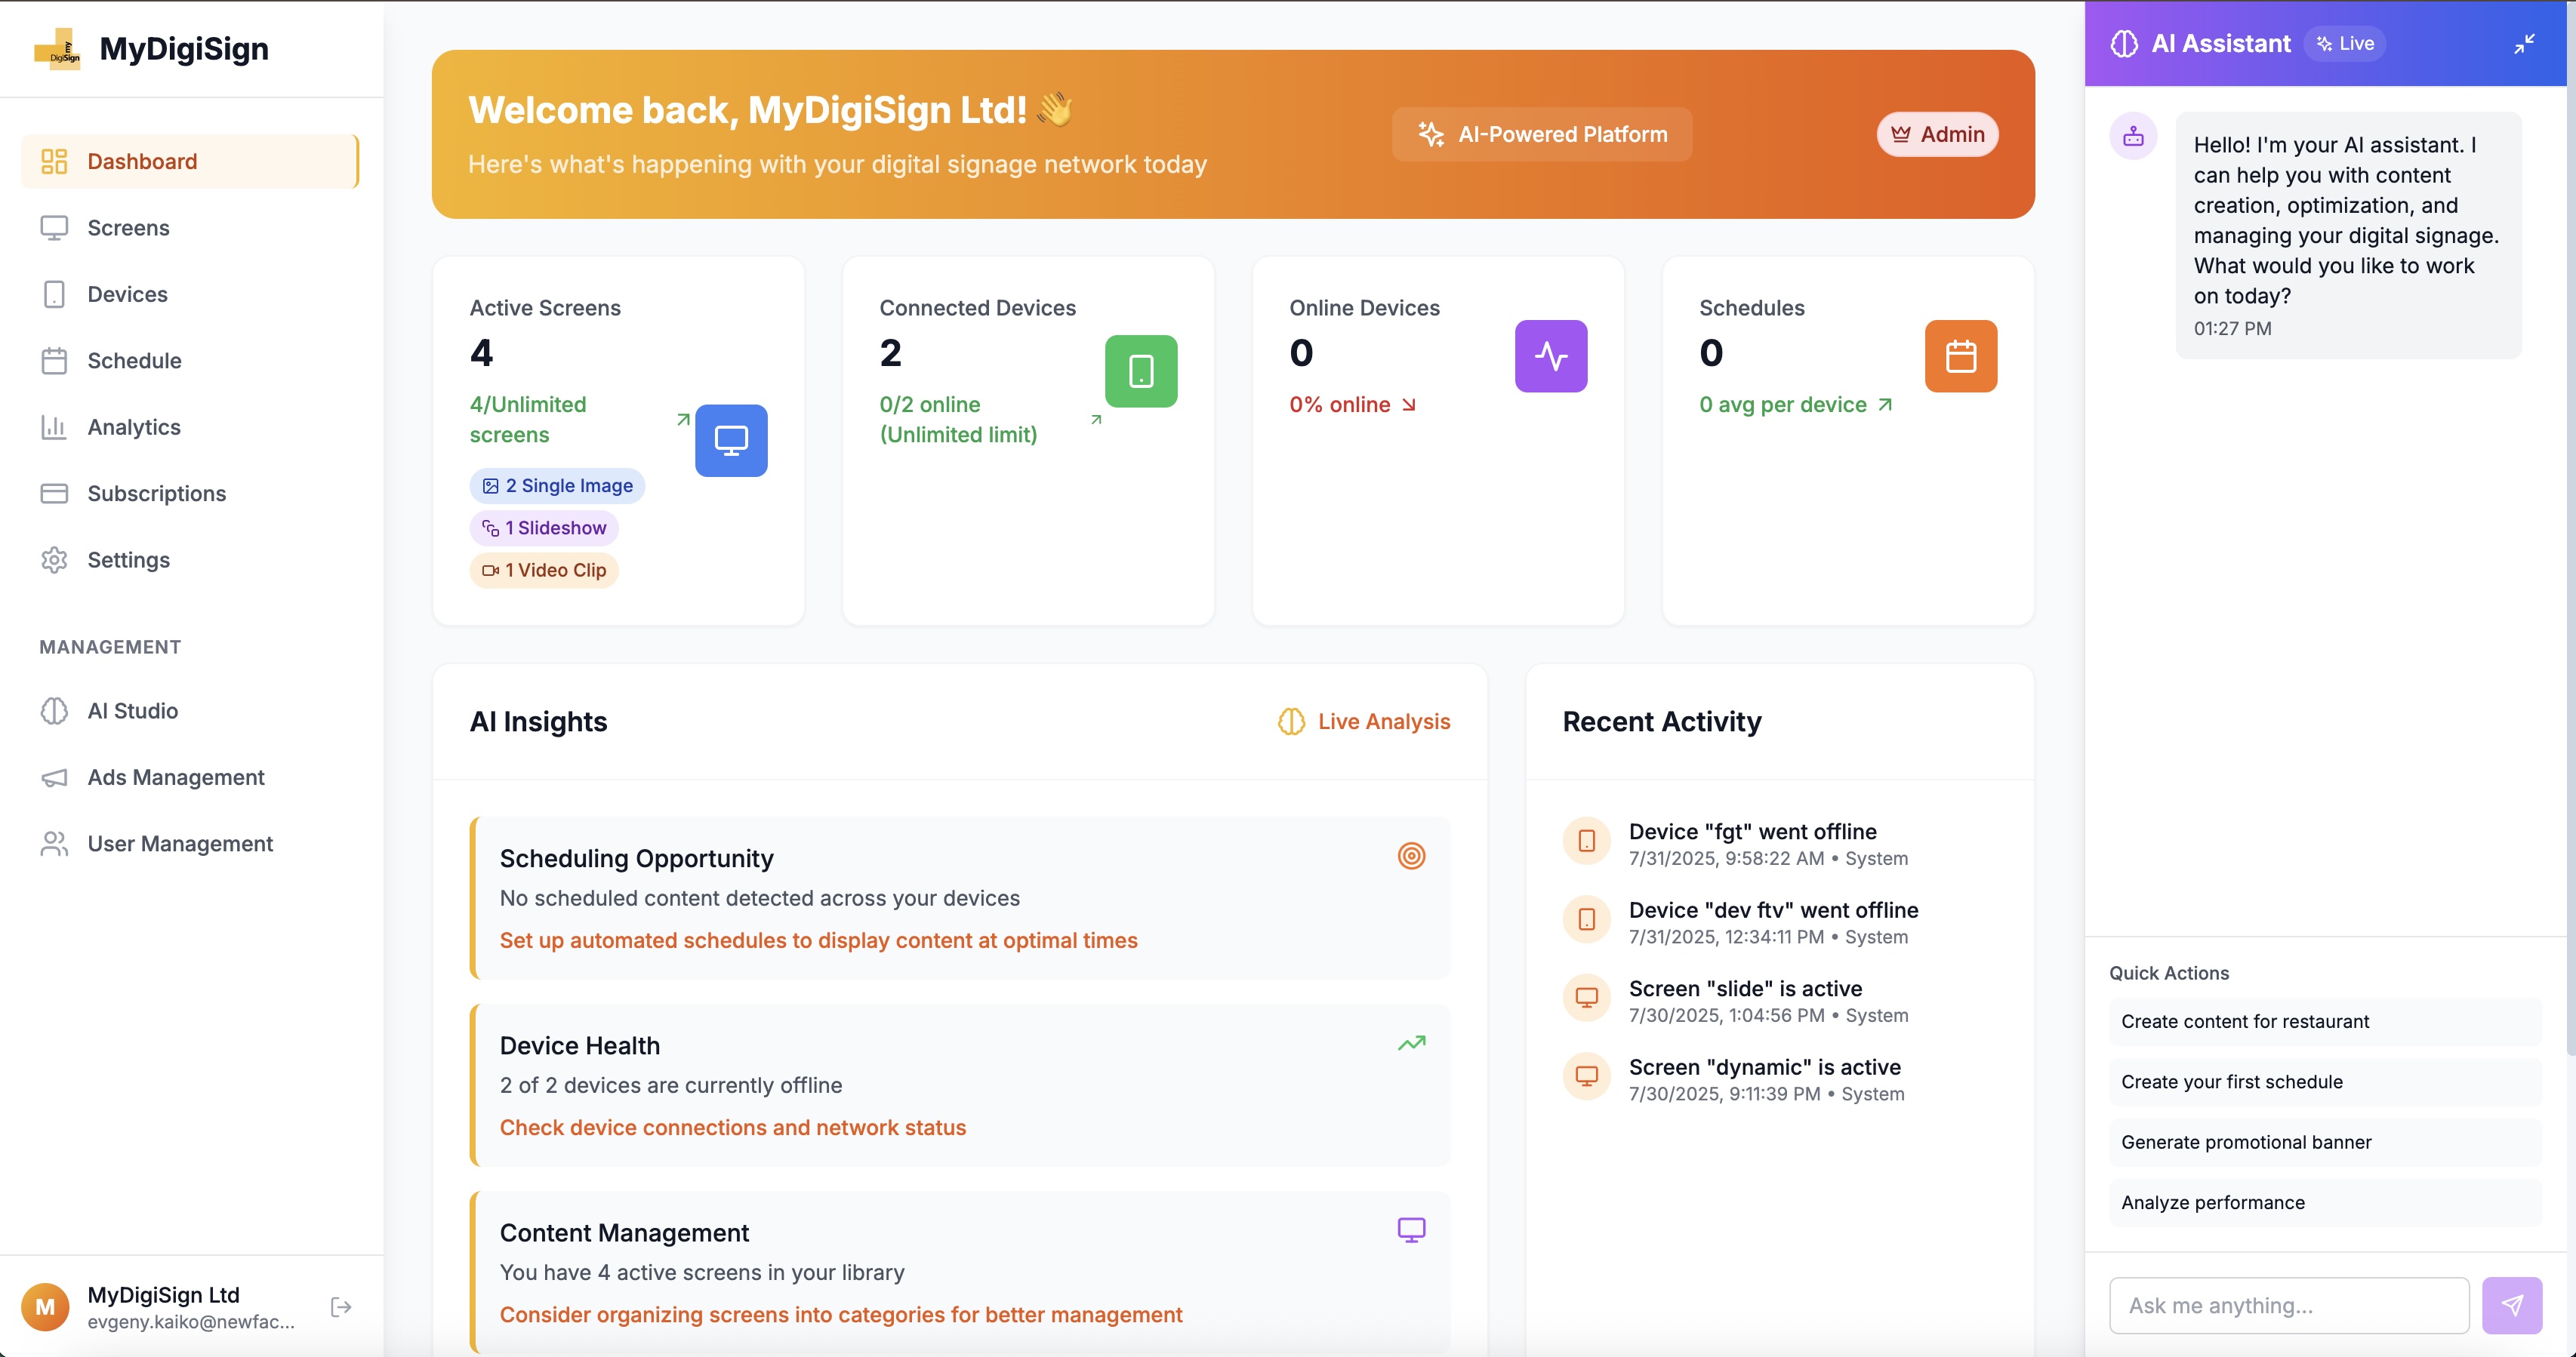 my
DigiSign
MyDigiSign
Dashboard
Screens
Devices
Schedule
Analytics
Subscriptions
Settings
MANAGEMENT
AI Studio
Ads Management
User Management
M
MyDigiSign Ltd
evgeny.kaiko@newfac...
Welcome back, MyDigiSign Ltd! 👋
Here's what's happening with your digital signage network today
AI-Powered Platform
Admin
Active Screens
4
4/Unlimited
screens
2 Single Image
1 Slideshow
1 Video Clip
Connected Devices
2
0/2 online
(Unlimited limit)
Online Devices
0
0% online
Schedules
0
0 avg per device
AI Insights
Live Analysis
Scheduling Opportunity
No scheduled content detected across your devices
Set up automated schedules to display content at optimal times
Device Health
2 of 2 devices are currently offline
Check device connections and network status
Content Management
You have 4 active screens in your library
Consider organizing screens into categories for better management
Recent Activity
Device "fgt" went offline
7/31/2025, 9:58:22 AM • System
Device "dev ftv" went offline
7/31/2025, 12:34:11 PM • System
Screen "slide" is active
7/30/2025, 1:04:56 PM • System
Screen "dynamic" is active
7/30/2025, 9:11:39 PM • System
AI Assistant
Live
Hello! I'm your AI assistant. I
can help you with content
creation, optimization, and
managing your digital signage.
What would you like to work
on today?
01:27 PM
Quick Actions
Create content for restaurant
Create your first schedule
Generate promotional banner
Analyze performance
Ask me anything...